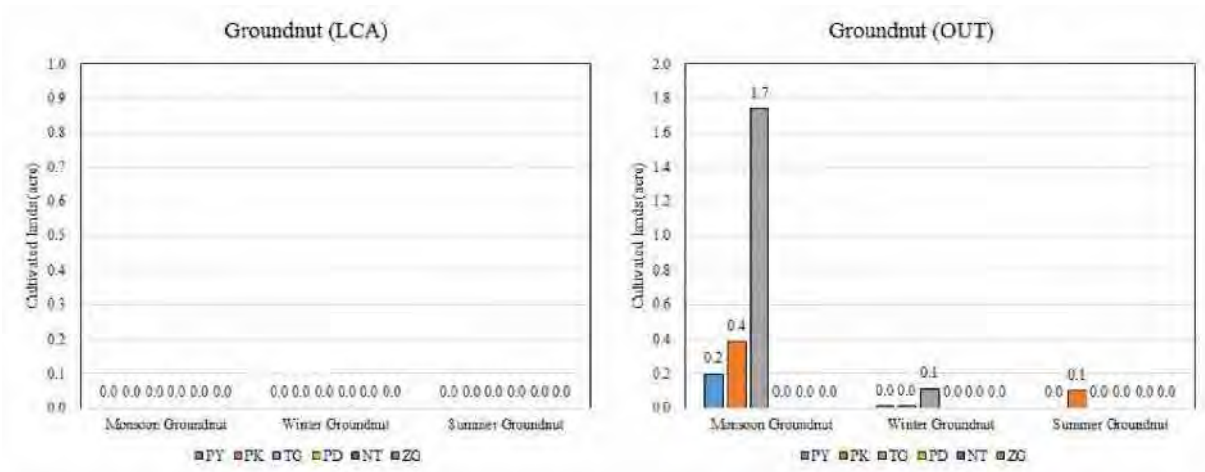 Groundnut (LCA)
1.0
0.9
0.8
0.7
0.6
0.5
0.4
0.3
0.2
0.1
0.0
Cultivated lands(acre)
0.0 0.0 0.0 0.0 0.0 0.0
0.0 0.0 0.0 0.0 0.0 0.0
0.0 0.0 0.0 0.0 0.0 0.0
Monsoon Groundnut
Winter Groundnut
Summer Groundnut
PY PK TG PD NT ZG
Groundnut (OUT)
2.0
1.8
1.6
1.4
1.2
1.0
0.8
0.6
0.4
0.2
0.0
Cultivated lands(acre)
0.2
0.4
1.7
0.0 0.0 0.0
0.0 0.0
0.1
0.0 0.0 0.0
0.0
0.1
0.0 0.0 0.0 0.0
Monsoon Groundnut
Winter Groundnut
Summer Groundnut
PY PK TG PD NT ZG